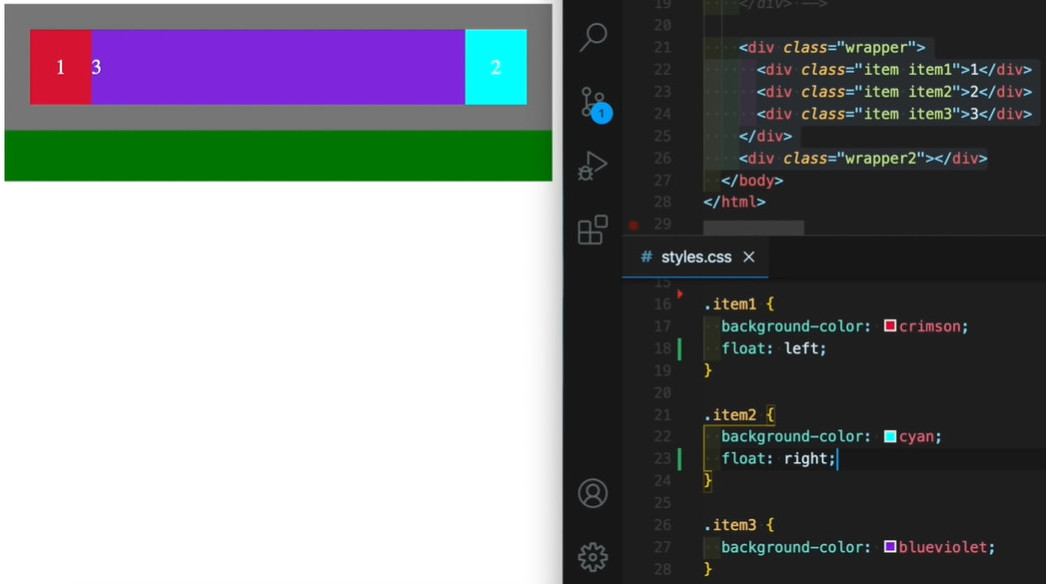 1 3 2
19 </div> -->
20
21 <div class="wrapper">
22 <div class="item item1">1</div>
23 <div class="item item2">2</div>
24 <div class="item item3">3</div>
25 </div>
26 <div class="wrapper2"></div>
27 </body>
28 </html>
29
1
# styles.css
15
16 .item1 {
17 background-color: crimson;
18 float: left;
19 }
20
21 .item2 {
22 background-color: cyan;
23 float: right;
24 }
25
26 .item3 {
27 background-color: blueviolet;
28 }